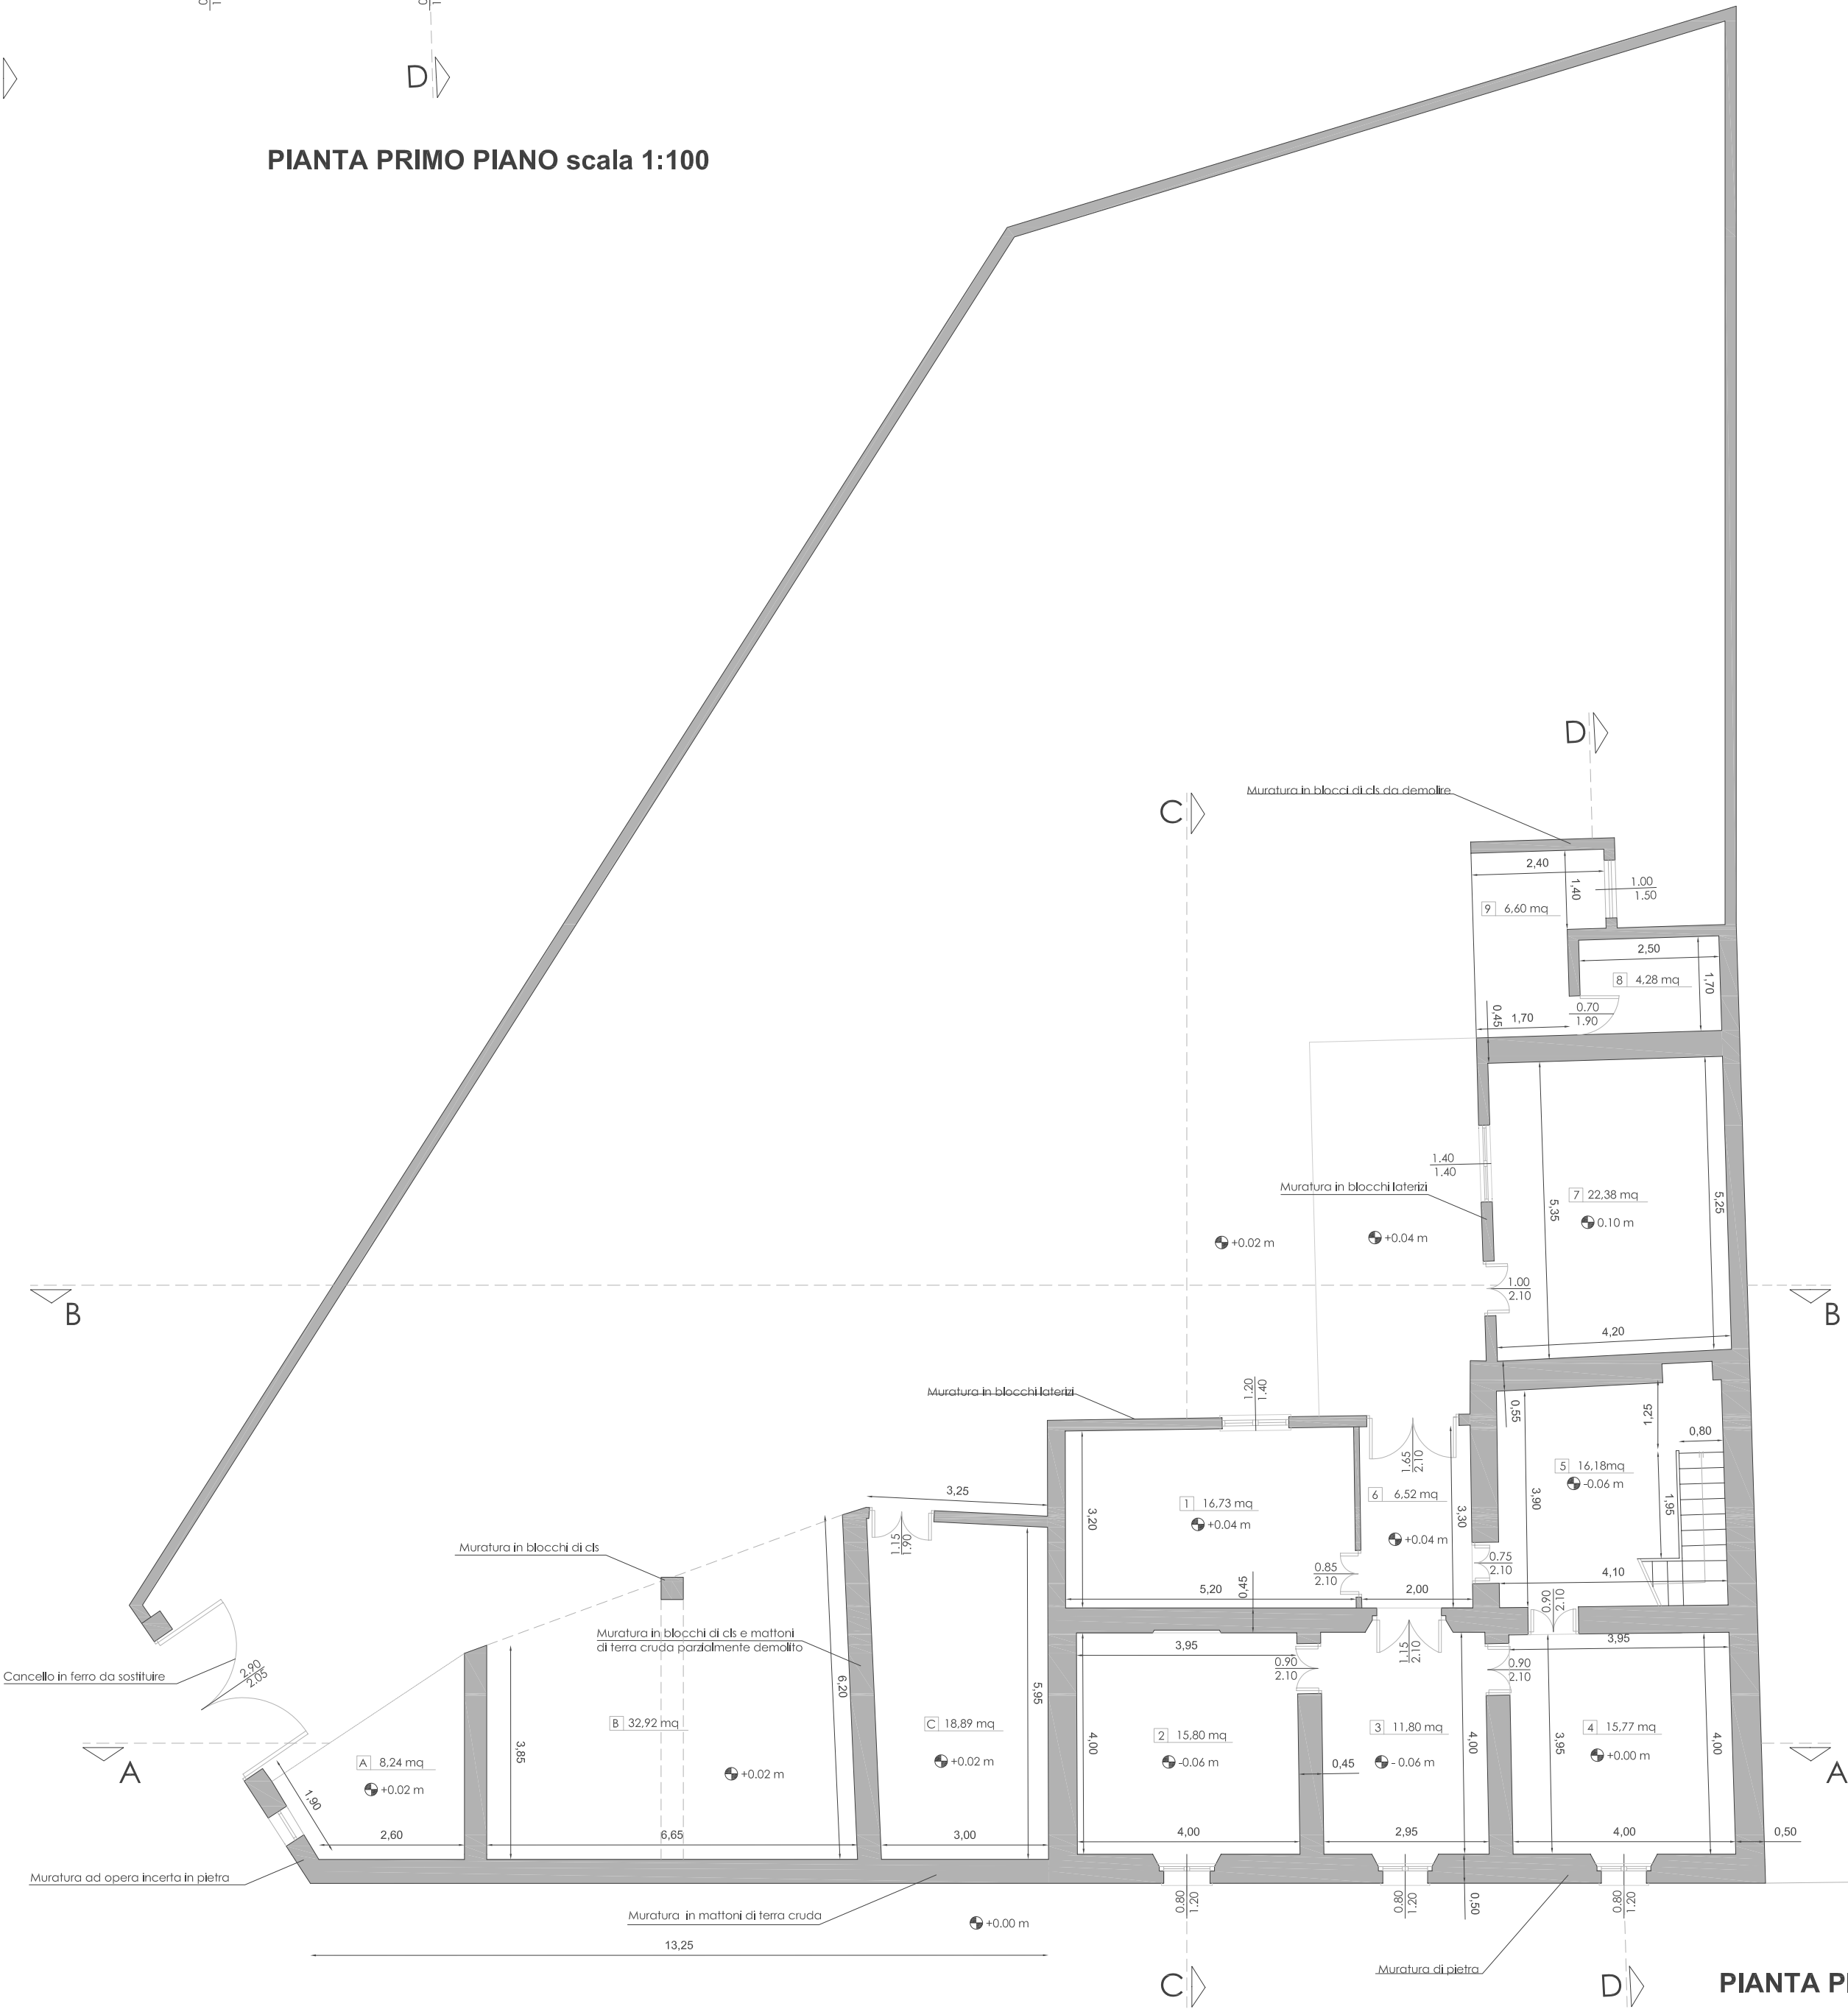 D
PIANTA PRIMO PIANO scala 1:100
D
C
Muratura in blocci di cls da demolire
2,40
1,40
1.00
1.50
9 6,60 mq
2,50
8 4,28 mq
1,70
0,45
1,70
0.70
1.90
1.40
1.40
Muratura in blocchi laterizi
5,35
7 22,38 mq
0.10 m
5,25
+0.02 m
+0.04 m
B
1.00
2.10
B
4,20
Muratura in blocchi laterizi
1.20
1.40
0,55
1,25
0,80
1.65
2.10
5 16,18mq
-0.06 m
3,25
3,20
1 16,73 mq
+0.04 m
6 6,52 mq
+0.04 m
3,30
3,90
1,95
1.15
1.90
Muratura in blocchi di cls
0.85
2.10
0.75
2.10
4,10
5,20
0,45
2,00
0.90
2.10
Muratura in blocchi di cls e mattoni
di terra cruda parzialmente demolito
3,95
1.15
2.10
3,95
0.90
2.10
0.90
2.10
Cancello in ferro da sostituire
2.90
2.05
6,20
5,95
B 32,92 mq
+0.02 m
C 18,89 mq
+0.02 m
2 15,80 mq
-0.06 m
3 11,80 mq
- 0.06 m
4 15,77 mq
+0.00 m
3,85
4,00
4,00
3,95
4,00
A
A 8,24 mq
+0.02 m
0,45
A
1,90
2,60
6,65
3,00
4,00
2,95
4,00
0,50
Muratura ad opera incerta in pietra
Muratura in mattoni di terra cruda
+0.00 m
0.80
1.20
0.80
1.20
0,50
0.80
1.20
13,25
Muratura di pietra
C
D
PIANTA P